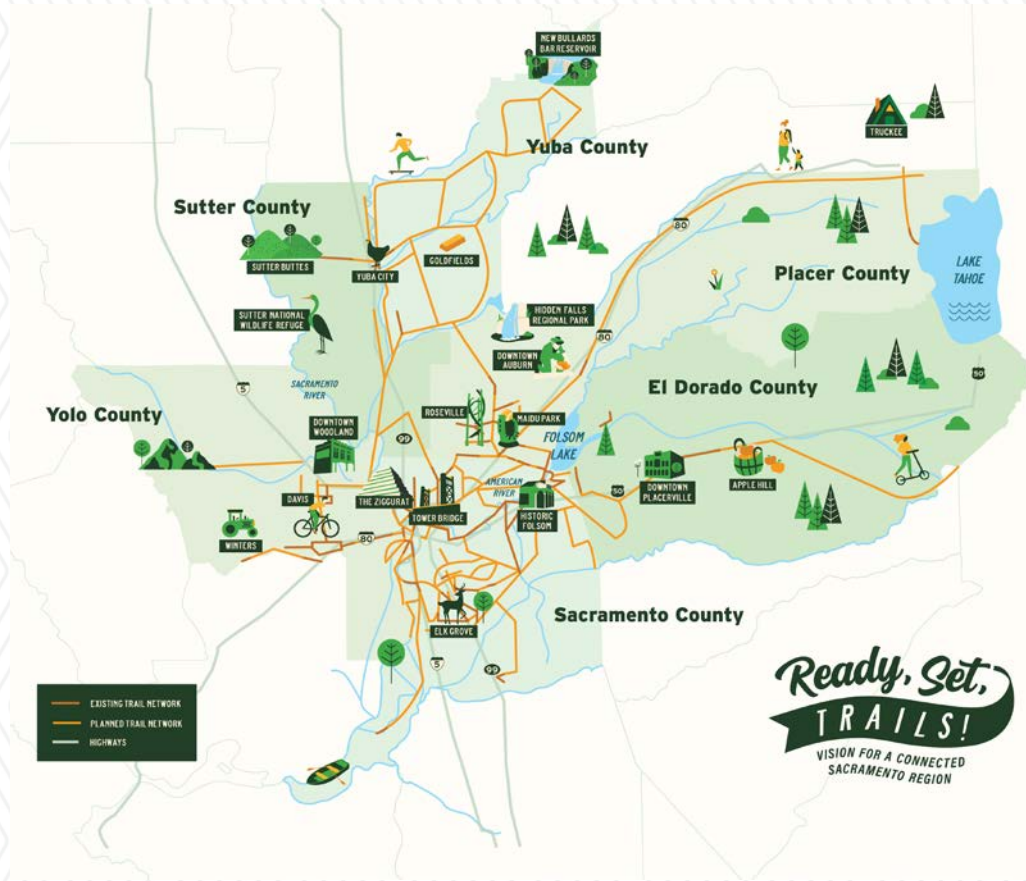 NEW BULLARDS
BAR RESERVOIR
TRUCKEE
Yuba County
Sutter County
SUTTER BUTTES
YUBA CITY
GOLDFIELDS
80
Placer County
LAKE
TAHOE
SUTTER NATIONAL
WILDLIFE REFUGE
HIDDEN FALLS
REGIONAL PARK
80
DOWNTOWN
AUBURN
SACRAMENTO
RIVER
5
El Dorado County
50
Yolo County
DOWNTOWN
WOODLAND
ROSEVILLE
MAIDU PARK
99
FOLSOM
LAKE
DAVIS
THE ZIGGURAT
TOWER BRIDGE
AMERICAN
RIVER
HISTORIC
FOLSOM
50
DOWNTOWN
PLACERVILLE
APPLE HILL
WINTERS
80
ELK GROVE
Sacramento County
5
99
EXISTING TRAIL NETWORK
PLANNED TRAIL NETWORK
HIGHWAYS
Ready, Set,
TRAILS!
VISION FOR A CONNECTED
SACRAMENTO REGION